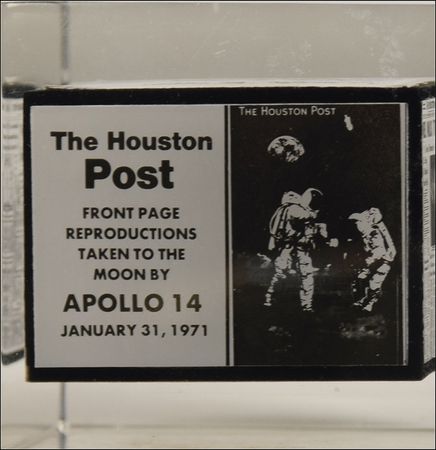 The Houston
Post
FRONT PAGE
REPRODUCTIONS
TAKEN TO THE
MOON BY
APOLLO 14
JANUARY 31, 1971
THE HOUSTON POST